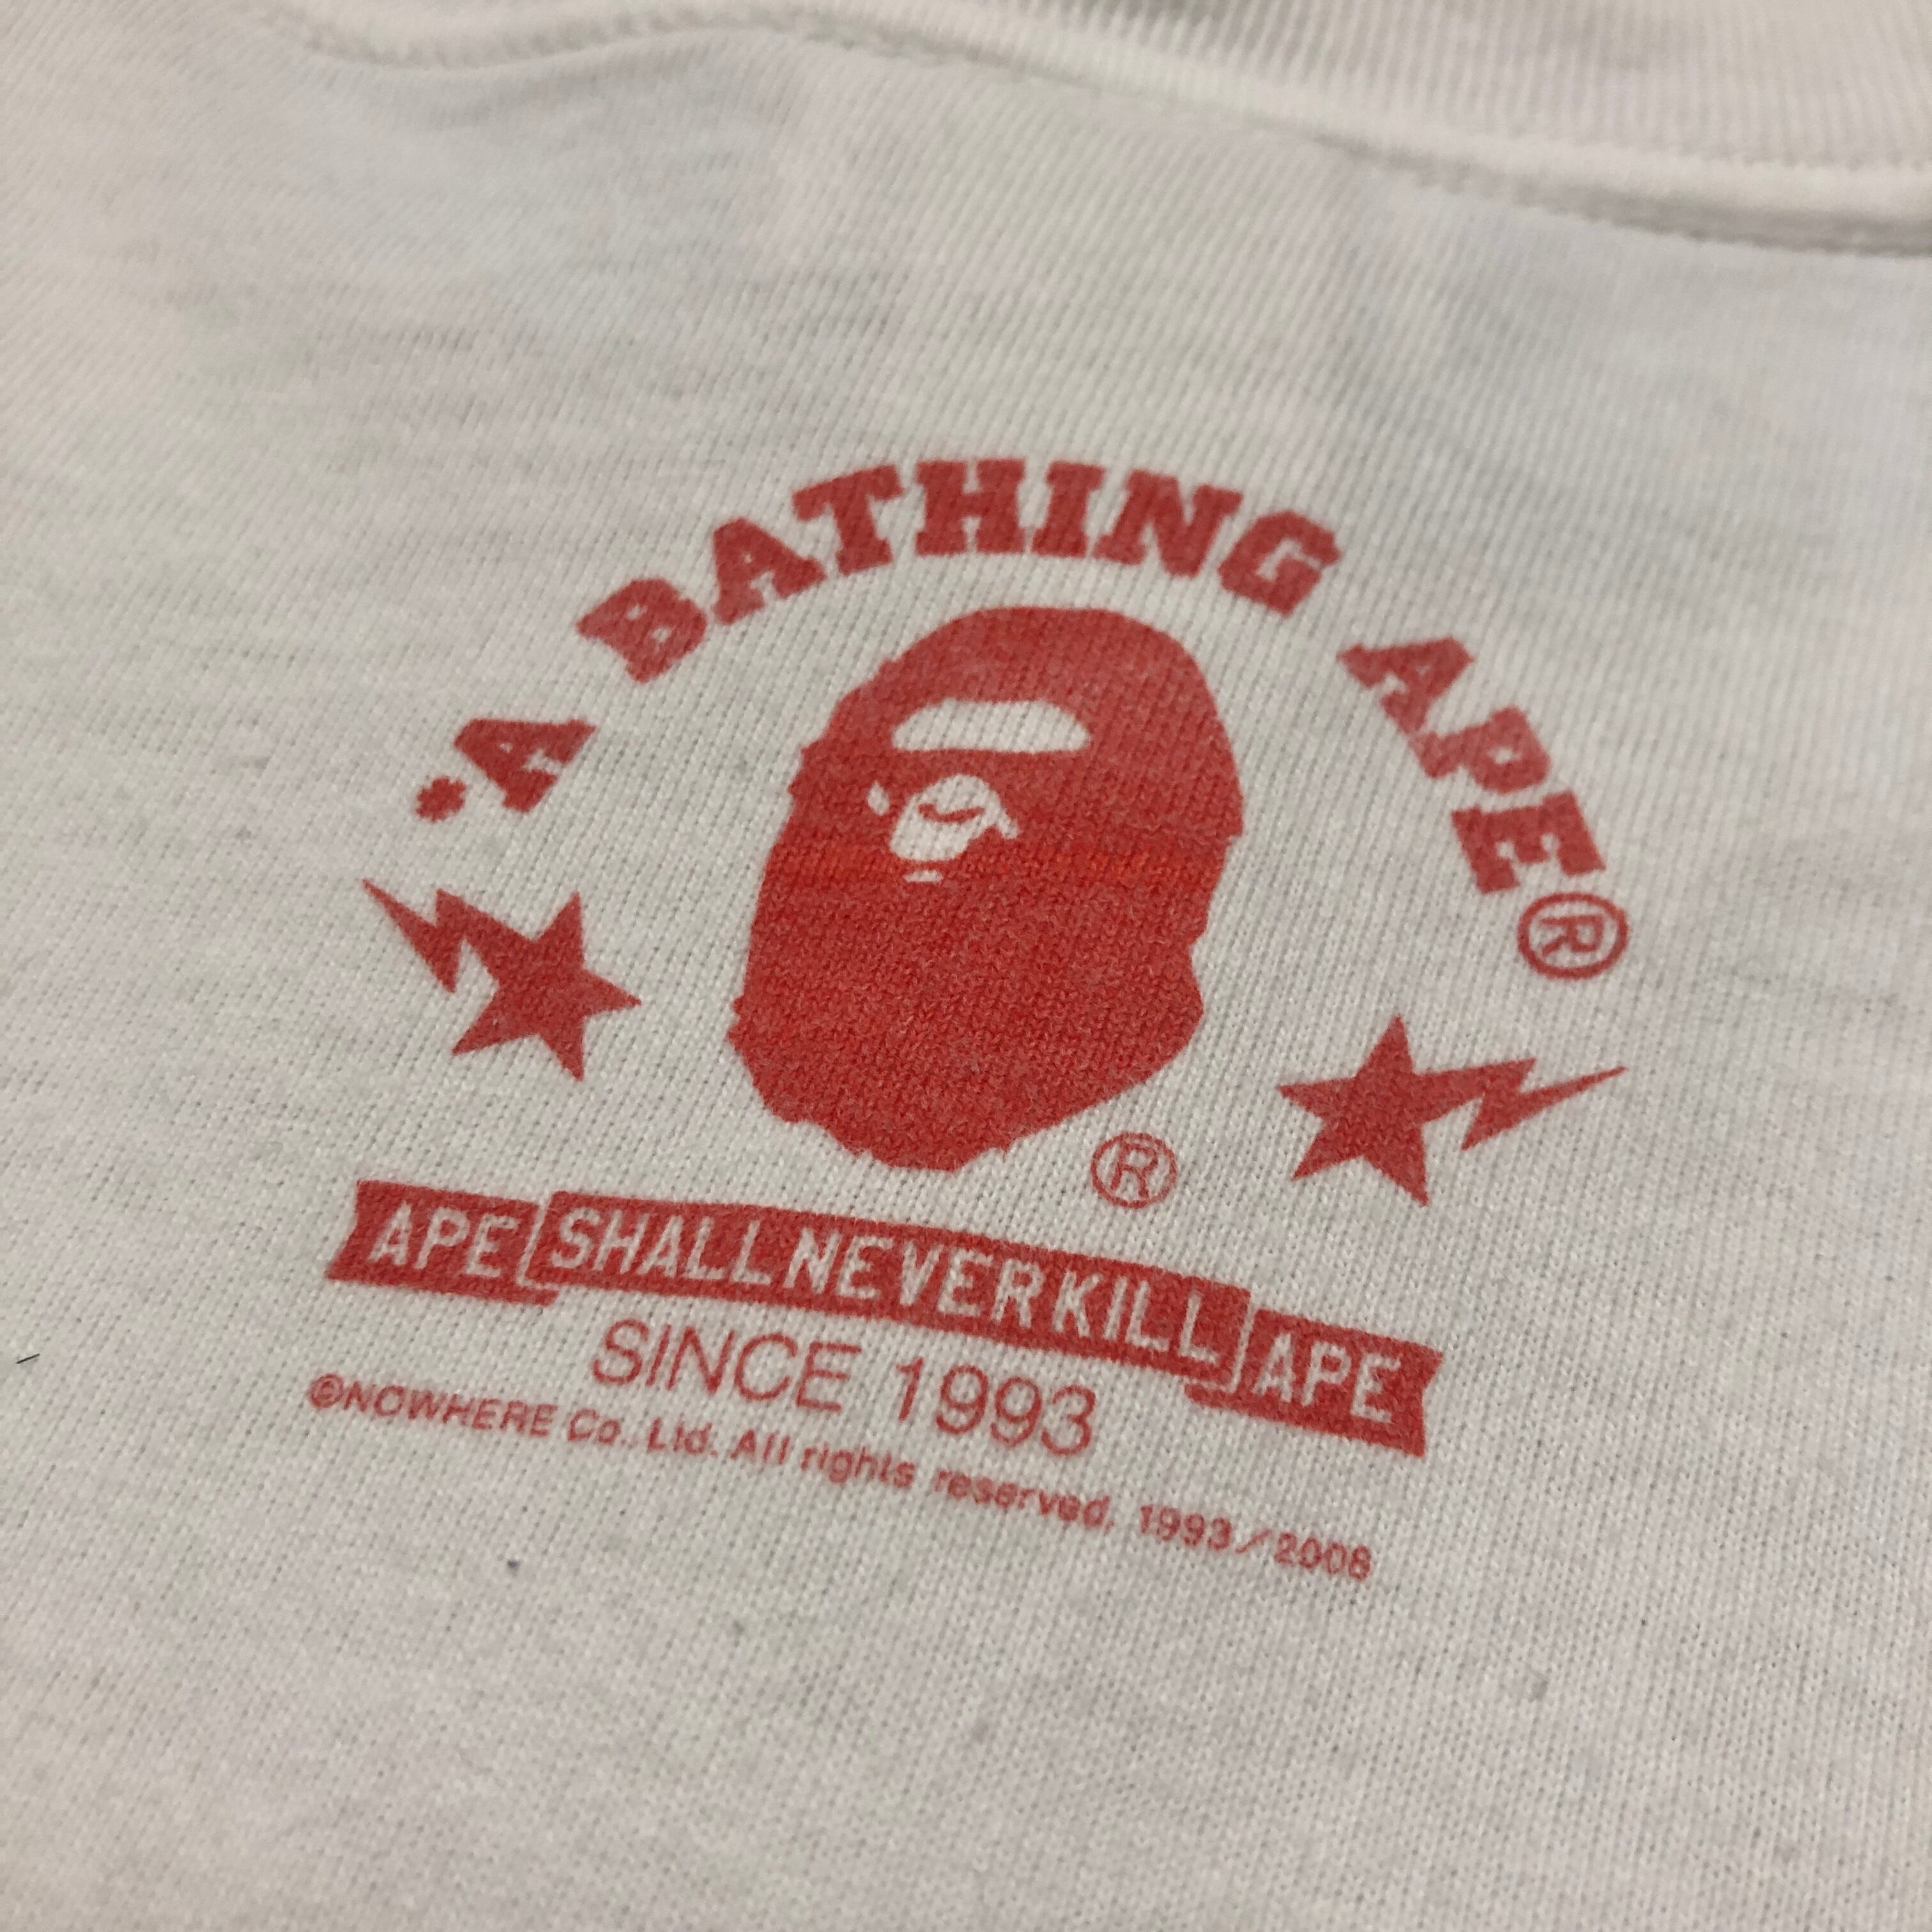 *A BATHING APE®
®
APE SHALL NEVER KILL APE
SINCE 1993
©NOWHERE Co., Ltd. All rights reserved. 1993/2008